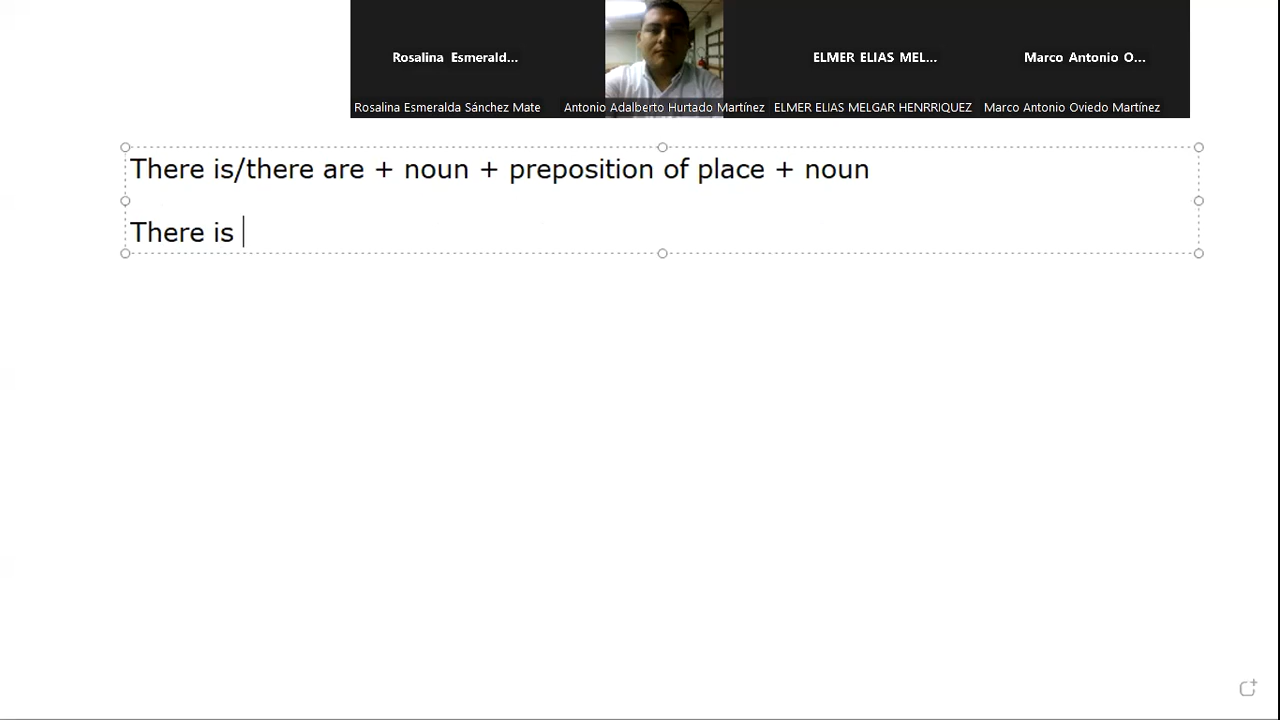 Rosalina Esmerald... ELMER ELIAS MEL... Marco Antonio O...
Rosalina Esmeralda Sánchez Mate Antonio Adalberto Hurtado Martínez ELMER ELIAS MELGAR HENRRIQUEZ Marco Antonio Oviedo Martínez
There is/there are + noun + preposition of place + noun
There is